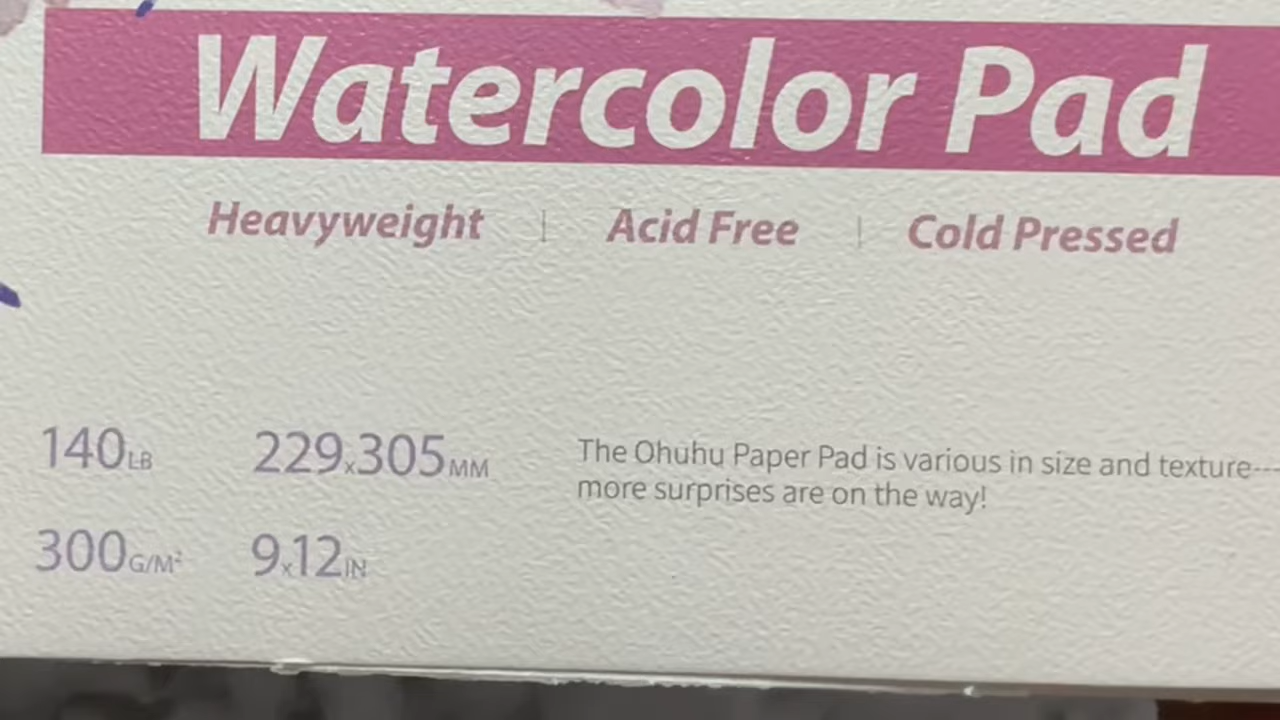 Watercolor Pad
Heavyweight | Acid Free | Cold Pressed
140LB 229x305MM
300G/M² 9x12IN
The Ohuhu Paper Pad is various in size and texture---
more surprises are on the way!